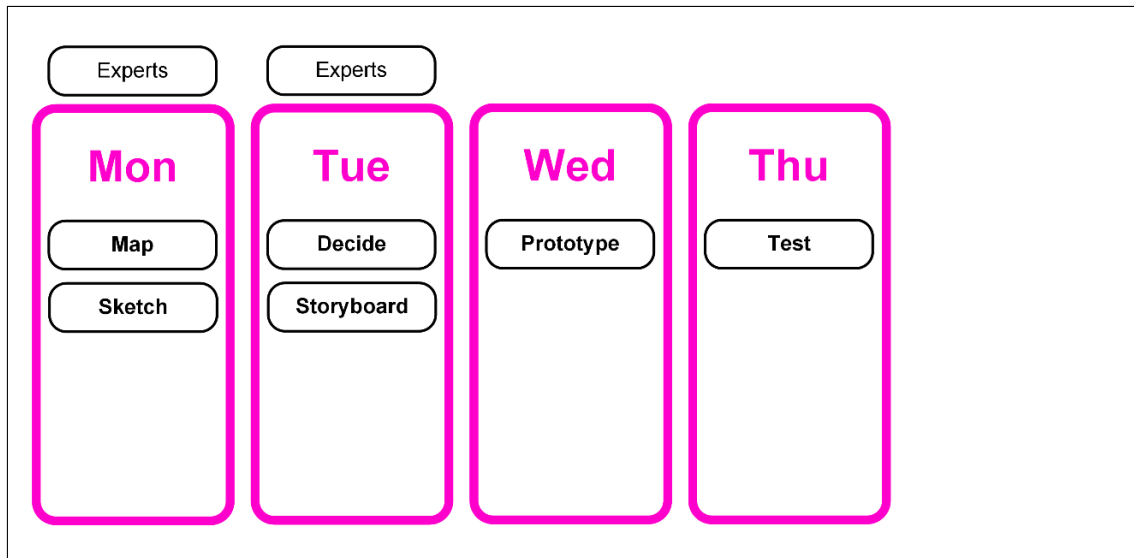 Experts
Experts
Mon
Tue
Wed
Thu
Map
Decide
Prototype
Test
Sketch
Storyboard